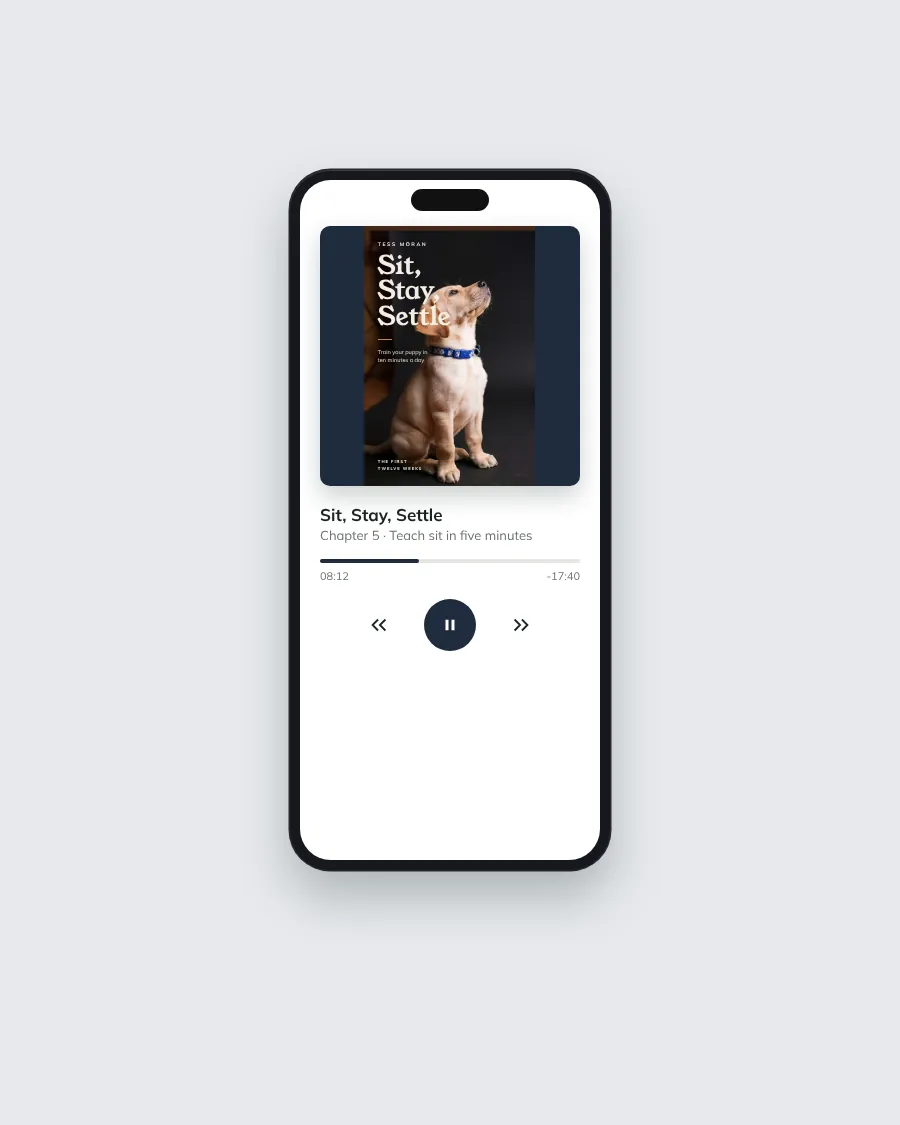 TESS MORAN
Sit,
Stay,
Settle
Train your puppy in
ten minutes a day
THE FIRST
TWELVE WEEKS
Sit, Stay, Settle
Chapter 5 · Teach sit in five minutes
08:12
-17:40